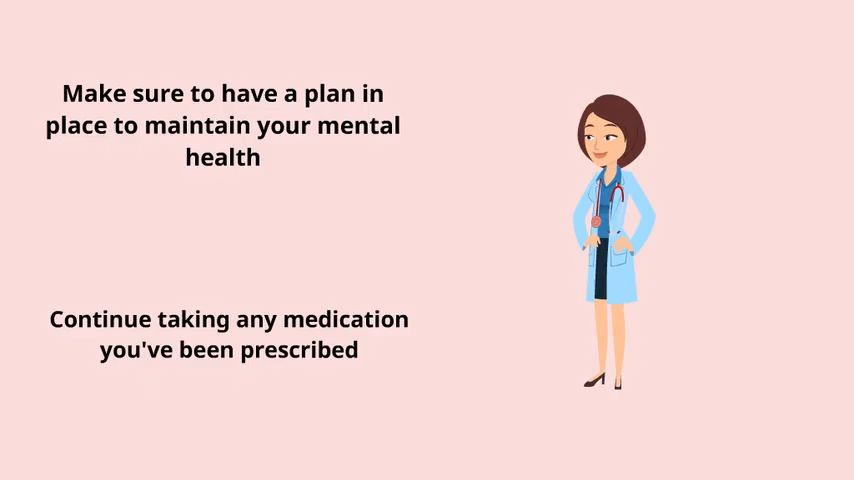 Make sure to have a plan in
place to maintain your mental
health
Continue taking any medication
you've been prescribed